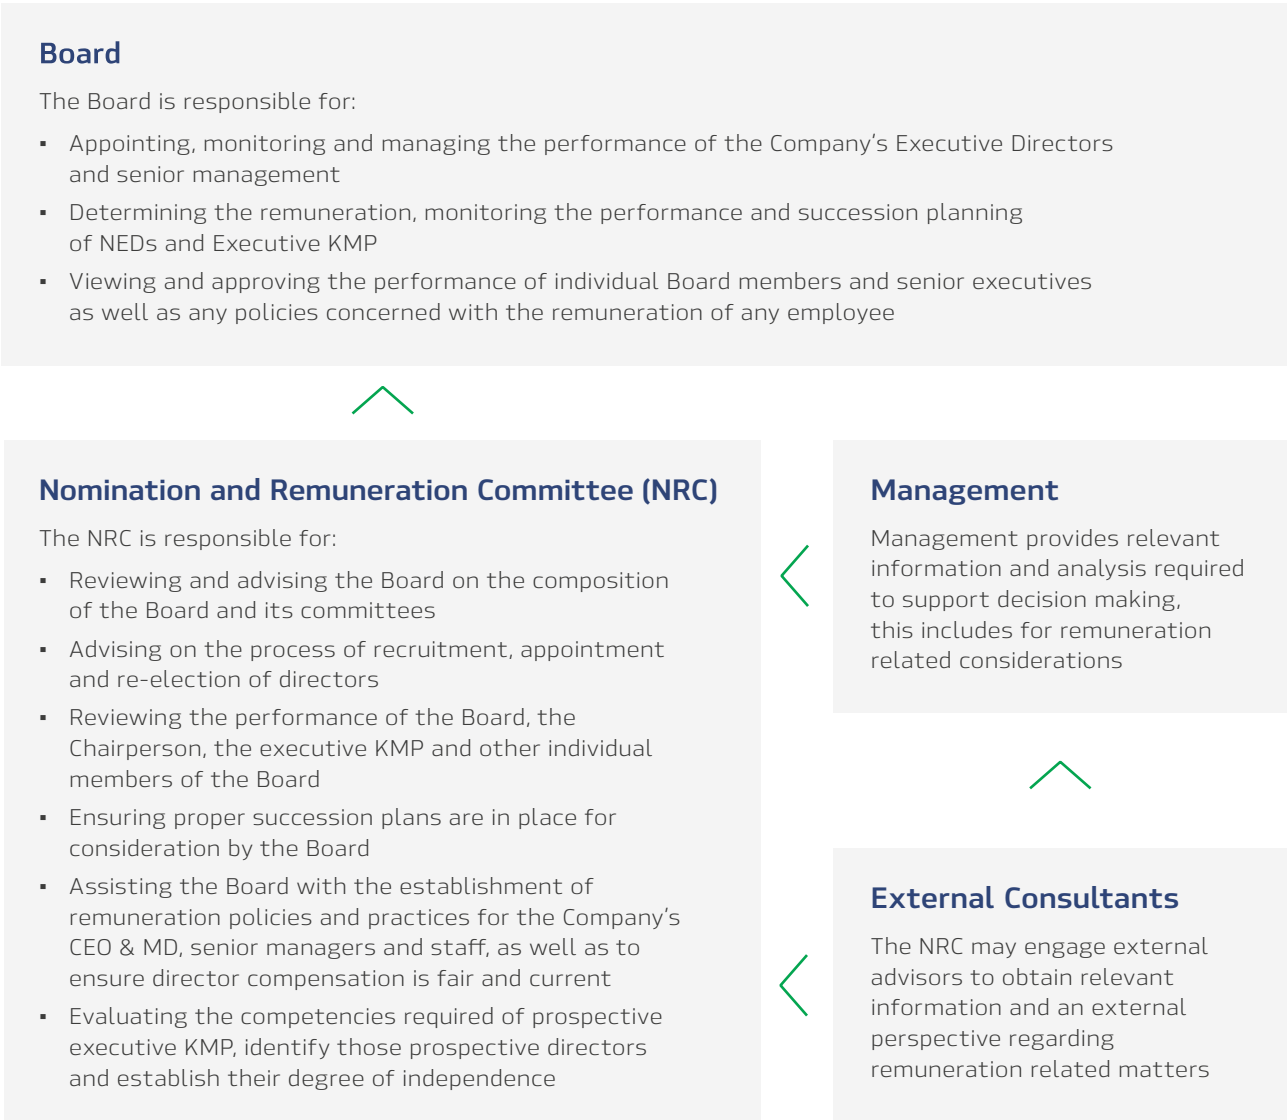 Board
The Board is responsible for:
▪ Appointing, monitoring and managing the performance of the Company's Executive Directors
and senior management
▪ Determining the remuneration, monitoring the performance and succession planning
of NEDs and Executive KMP
▪ Viewing and approving the performance of individual Board members and senior executives
as well as any policies concerned with the remuneration of any employee
Nomination and Remuneration Committee (NRC)
The NRC is responsible for:
▪ Reviewing and advising the Board on the composition
of the Board and its committees
▪ Advising on the process of recruitment, appointment
and re-election of directors
▪ Reviewing the performance of the Board, the
Chairperson, the executive KMP and other individual
members of the Board
▪ Ensuring proper succession plans are in place for
consideration by the Board
▪ Assisting the Board with the establishment of
remuneration policies and practices for the Company's
CEO & MD, senior managers and staff, as well as to
ensure director compensation is fair and current
▪ Evaluating the competencies required of prospective
executive KMP, identify those prospective directors
and establish their degree of independence
Management
Management provides relevant
information and analysis required
to support decision making,
this includes for remuneration
related considerations
External Consultants
The NRC may engage external
advisors to obtain relevant
information and an external
perspective regarding
remuneration related matters